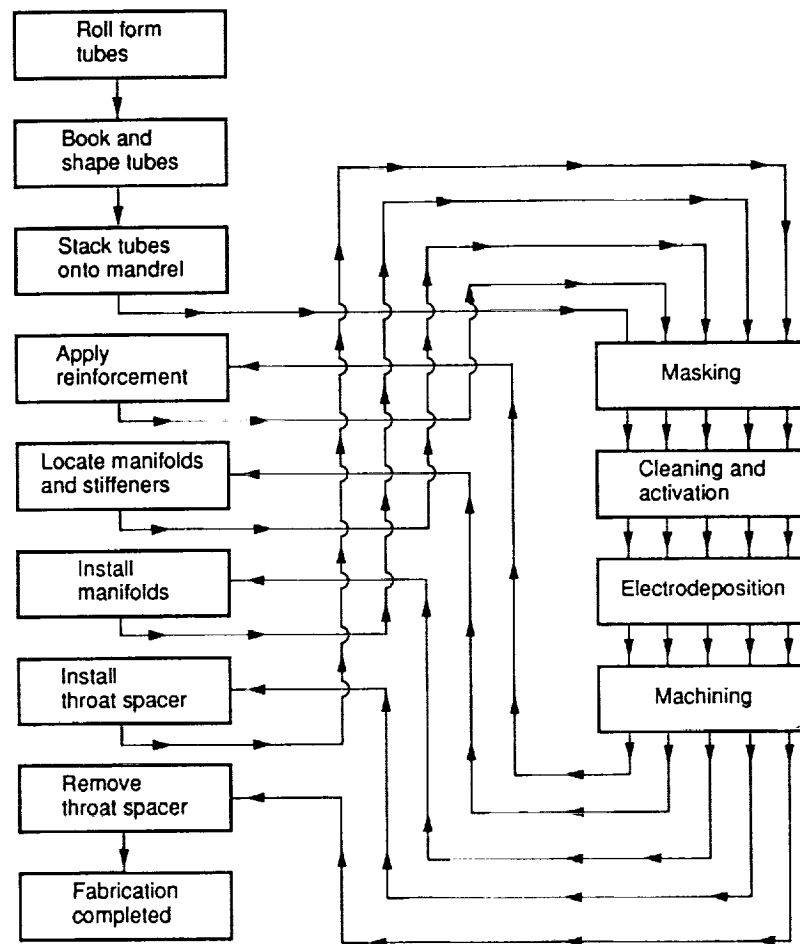 Roll form
tubes
Book and
shape tubes
Stack tubes
onto mandrel
Apply
reinforcement
Locate manifolds
and stiffeners
Install
manifolds
Install
throat spacer
Remove
throat spacer
Fabrication
completed
Masking
Cleaning and
activation
Electrodeposition
Machining